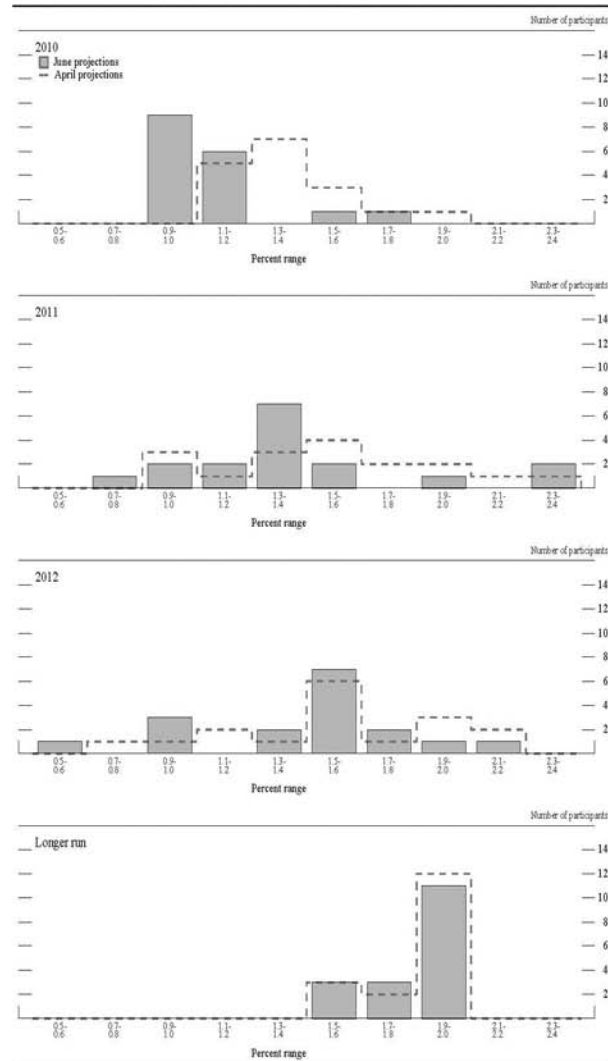 Number of participants
2010
June projections
April projections
14
12
10
8
6
4
2
0.5- 0.7- 0.9- 1.1- 1.3- 1.5- 1.7- 1.9- 2.1- 2.3-
0.6 0.8 1.0 1.2 1.4 1.6 1.8 2.0 2.2 2.4
Percent range
Number of participants
2011
14
12
10
8
6
4
2
0.5- 0.7- 0.9- 1.1- 1.3- 1.5- 1.7- 1.9- 2.1- 2.3-
0.6 0.8 1.0 1.2 1.4 1.6 1.8 2.0 2.2 2.4
Percent range
Number of participants
2012
14
12
10
8
6
4
2
0.5- 0.7- 0.9- 1.1- 1.3- 1.5- 1.7- 1.9- 2.1- 2.3-
0.6 0.8 1.0 1.2 1.4 1.6 1.8 2.0 2.2 2.4
Percent range
Number of participants
Longer run
14
12
10
8
6
4
2
0.5- 0.7- 0.9- 1.1- 1.3- 1.5- 1.7- 1.9- 2.1- 2.3-
0.6 0.8 1.0 1.2 1.4 1.6 1.8 2.0 2.2 2.4
Percent range